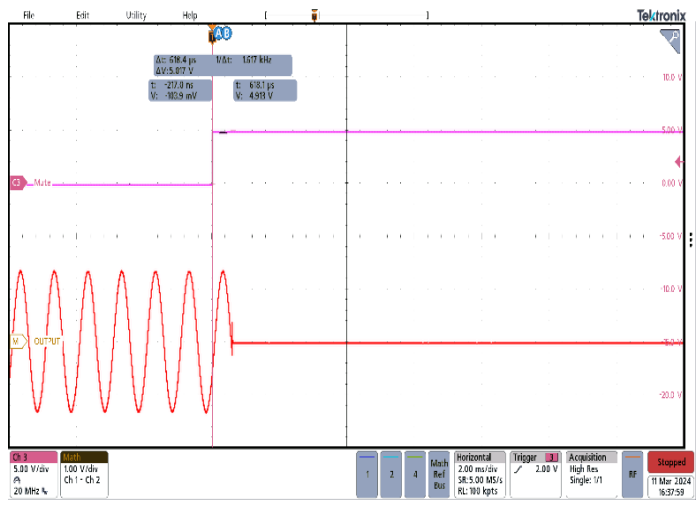 File Edit Utility Help
Tektronix
A B
Δt: 618.4 µs 1/Δt: 1.617 kHz
ΔV: 5.017 V
t: -217.0 ns
V: -103.9 mV
t: 618.1 µs
V: 4.913 V
10.0 V
5.00 V
C3 Mute
0.00 V
-5.00 V
-10.0 V
M OUTPUT
-20.0 V
Ch 3
5.00 V/div
20 MHz
Math
1.00 V/div
Ch 1 - Ch 2
1
2
4
Math
Ref
Bus
Horizontal
2.00 ms/div
SR: 5.00 MS/s
RL: 100 kpts
Trigger 3
2.00 V
Acquisition
High Res
Single: 1/1
RF
Stopped
11 Mar 2024
16:37:59